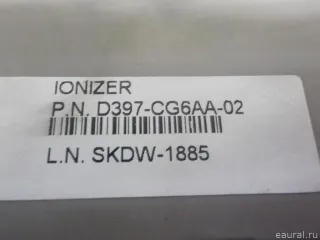 IONIZER
P.N. D397-CG6AA-02
L.N. SKDW-1885
eaural.ru